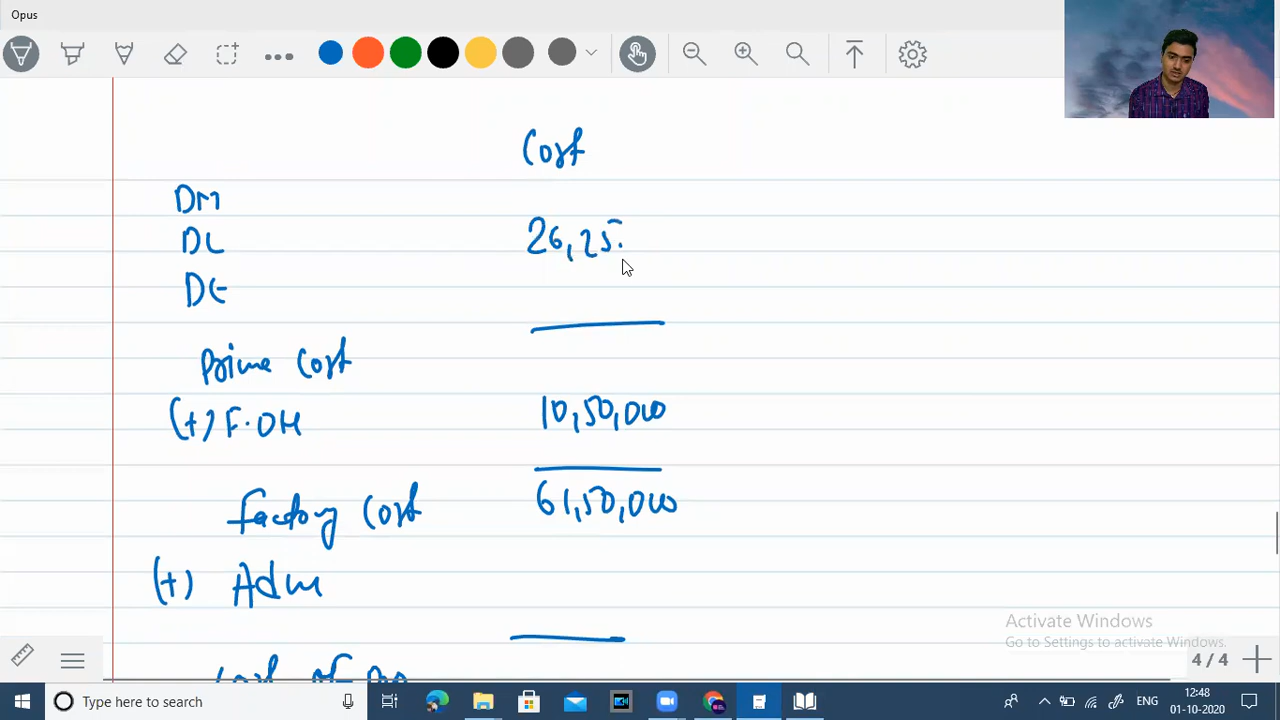 Opus
Cost
DM
DL 26,25
DE
Prime Cost
(+) F.OH 10,50,000
Factory Cost 61,50,000
(+) Adm
Activate Windows
Go to Settings to activate Windows.
Cost of
4 / 4
Type here to search
ENG
12:48
01-10-2020